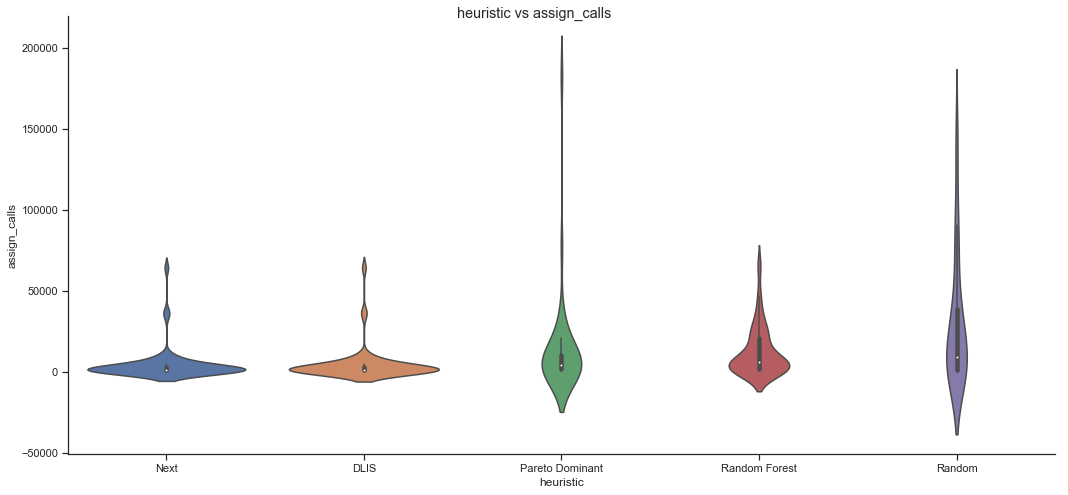 heuristic vs assign_calls
200000
150000
100000
50000
0
-50000
assign_calls
Next
DLIS
Pareto Dominant
Random Forest
Random
heuristic